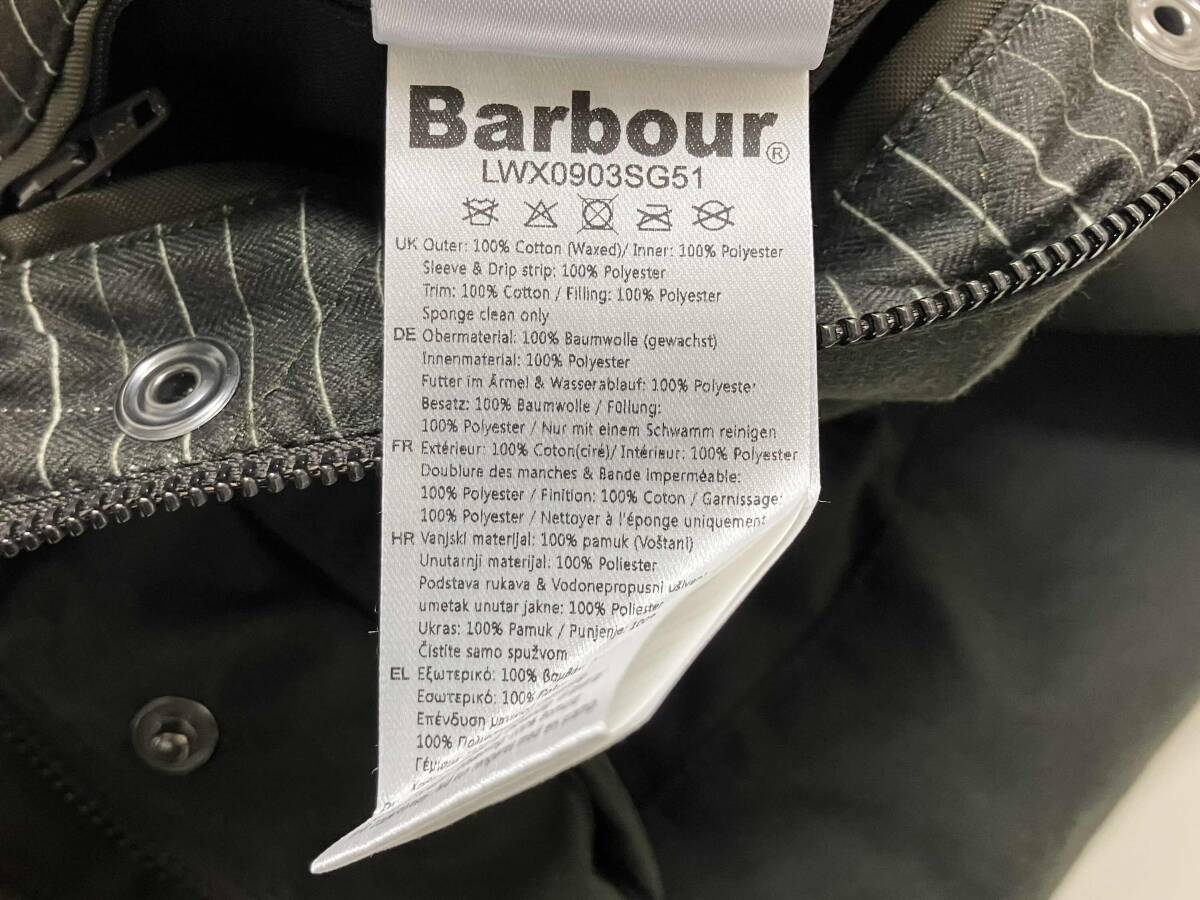 Barbour®
LWX0903SG51
UK Outer: 100% Cotton (Waxed)/ Inner: 100% Polyester
Sleeve & Drip strip: 100% Polyester
Trim: 100% Cotton / Filling: 100% Polyester
Sponge clean only
DE Obermaterial: 100% Baumwolle (gewachst)
Innenmaterial: 100% Polyester
Futter im Ärmel & Wasserablauf: 100% Polyester
Besatz: 100% Baumwolle / Füllung:
100% Polyester / Nur mit einem Schwamm reinigen
FR Extérieur: 100% Coton(ciré)/ Intérieur: 100% Polyester
Doublure des manches & Bande imperméable:
100% Polyester / Finition: 100% Coton / Garnissage:
100% Polyester / Nettoyer à l'éponge uniquement
HR Vanjski materijal: 100% pamuk (Voštani)
Unutarnji materijal: 100% Poliester
Podstava rukava & Vodonepropusni
umetak unutar jakne: 100% Poliester
Ukras: 100% Pamuk / Punjenje: 100%
Čistite samo spužvom
EL Εξωτερικό: 100%
Εσωτερικό: 100%
Επένδυση
100%